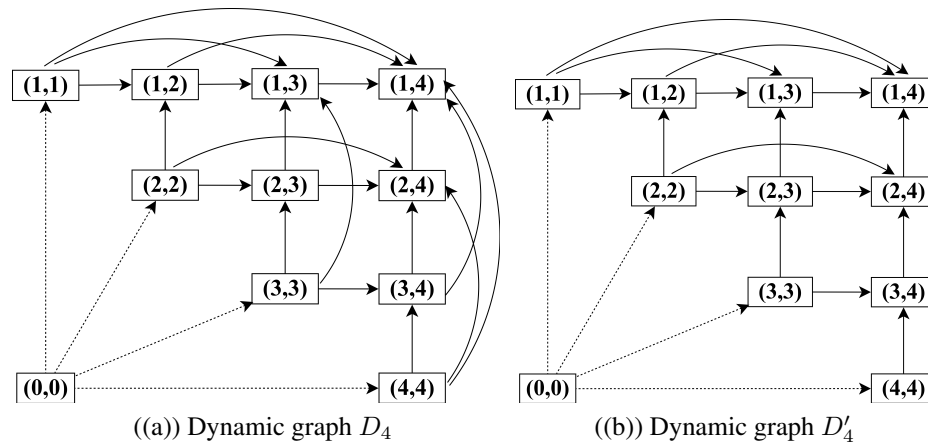 (1,1) (1,2) (1,3) (1,4)
(2,2) (2,3) (2,4)
(3,3) (3,4)
(0,0) (4,4)
((a)) Dynamic graph D₄
(1,1) (1,2) (1,3) (1,4)
(2,2) (2,3) (2,4)
(3,3) (3,4)
(0,0) (4,4)
((b)) Dynamic graph D′₄